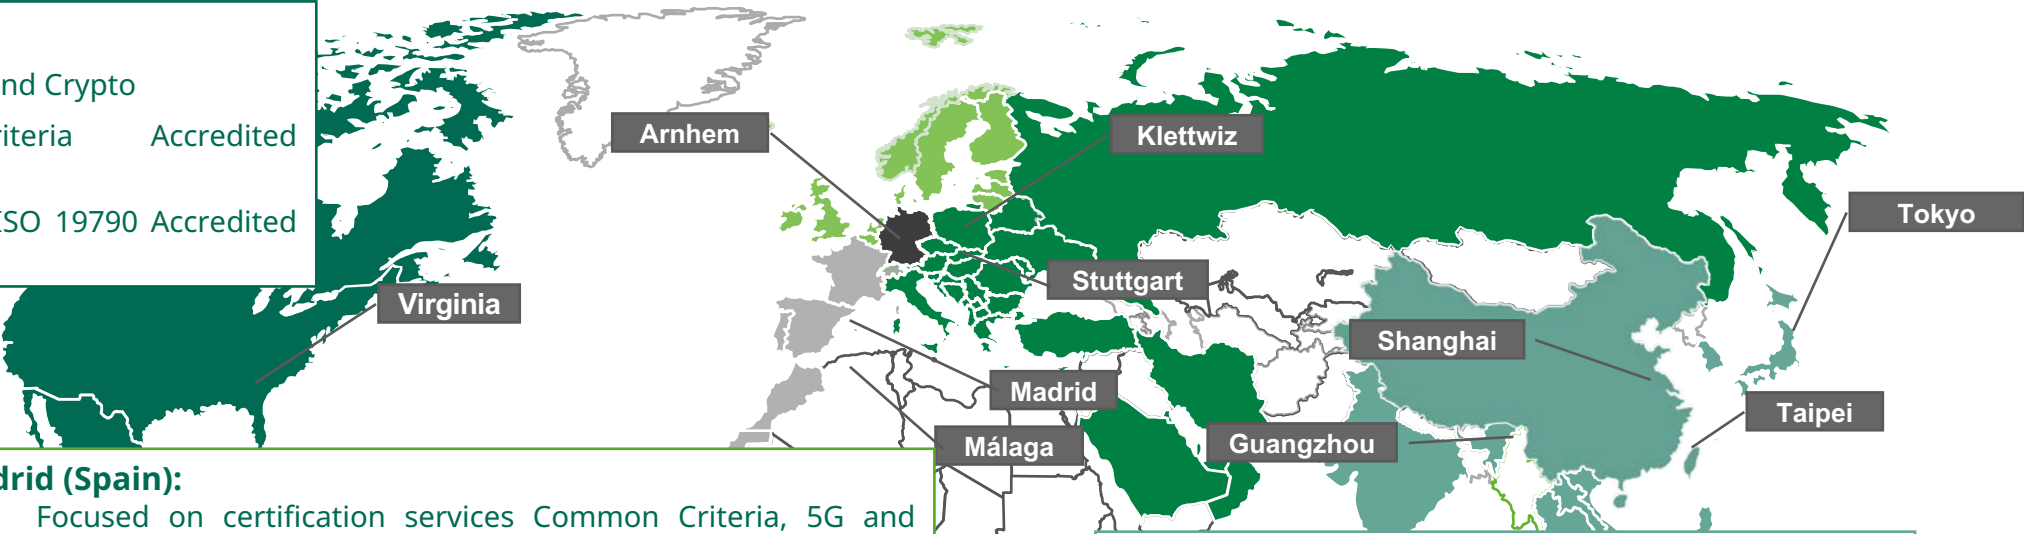 nd Crypto
riteria Accredited
ISO 19790 Accredited
Arnhem
Klettwiz
Tokyo
Virginia
Stuttgart
Shanghai
Madrid
Taipei
Málaga
Guangzhou
drid (Spain):
Focused on certification services Common Criteria, 5G and